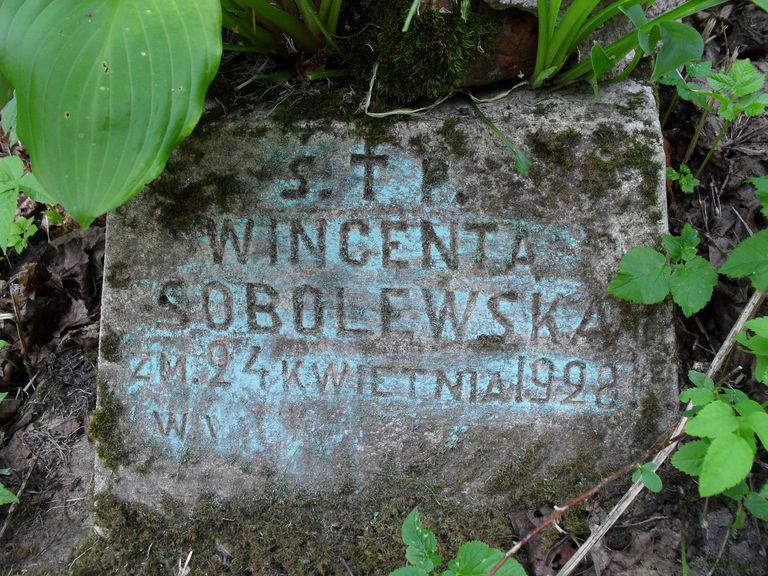 Ś. † P.
WINCENTA
SOBOLEWSKA
ZM. 24 KWIETNIA 1928
W